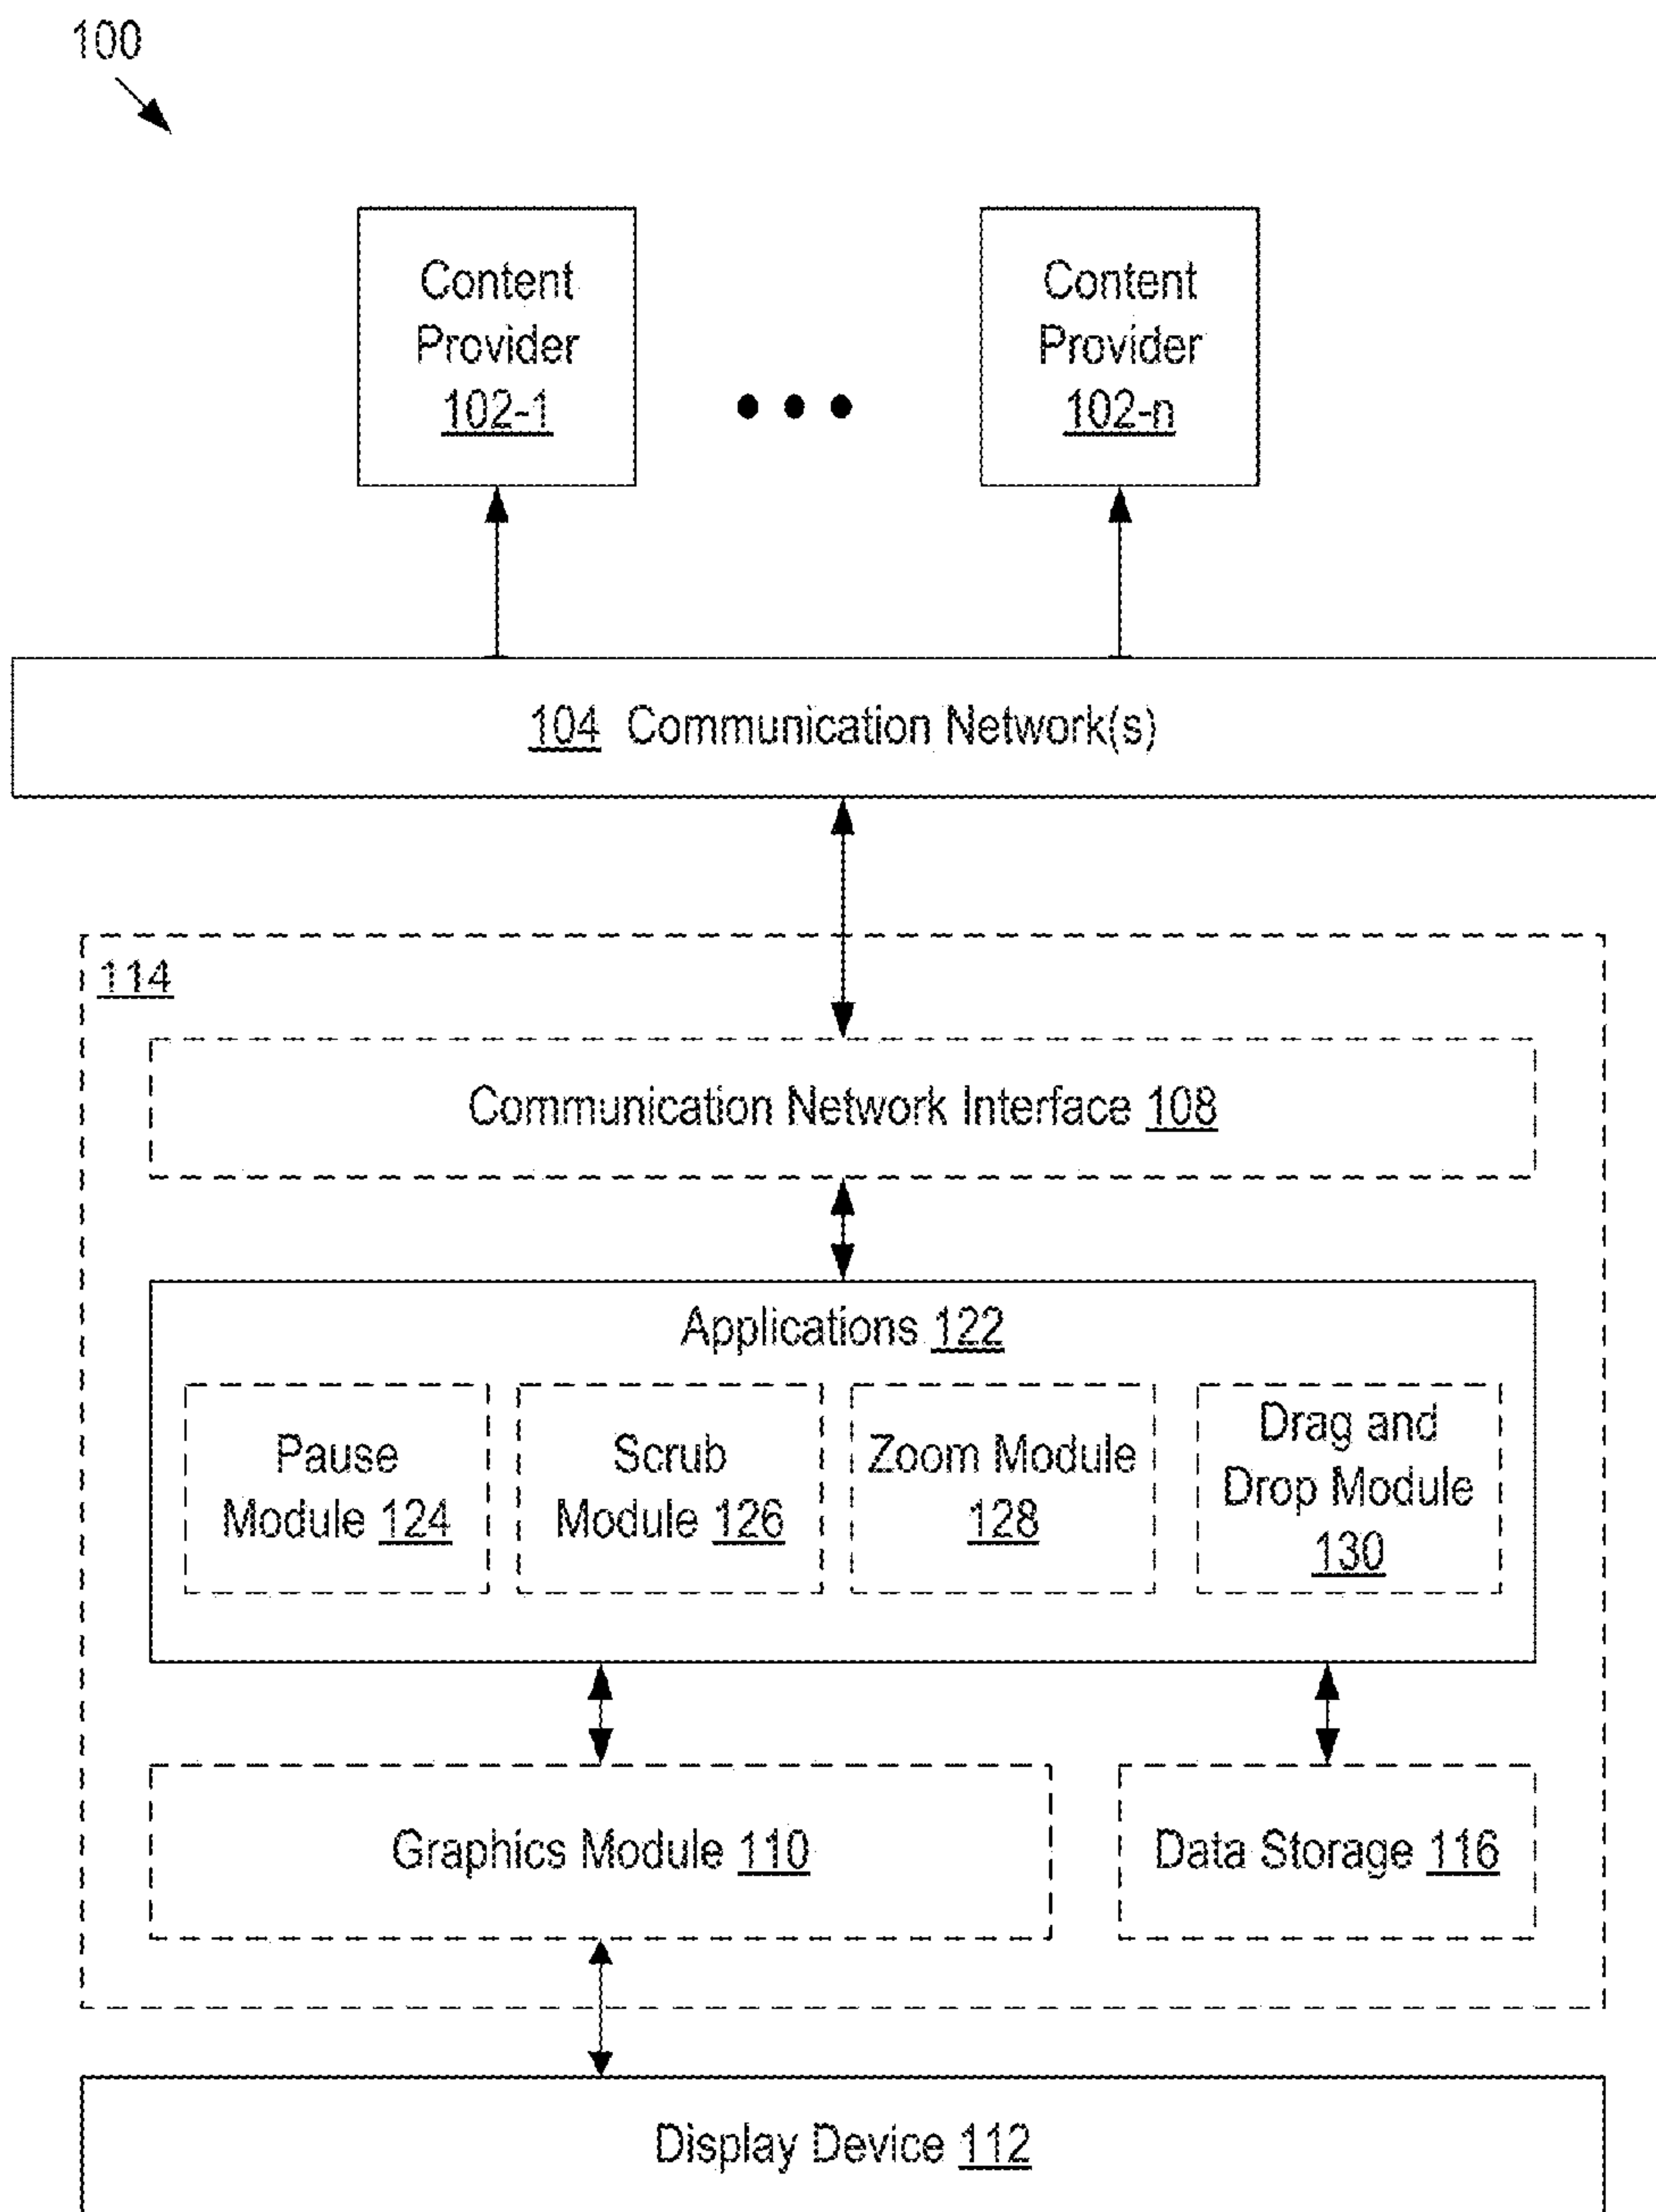 100
Content
Provider
102-1
Content
Provider
102-n
104 Communication Network(s)
114
Communication Network Interface 108
Applications 122
Pause
Module 124
Scrub
Module 126
Zoom Module
128
Drag and
Drop Module
130
Graphics Module 110
Data Storage 116
Display Device 112